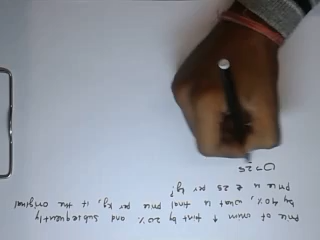 Price of onion ↑ first by 20% and subsequently
by 40%, what is final price per kg, if the original
price is ₹ 25 per kg?
25